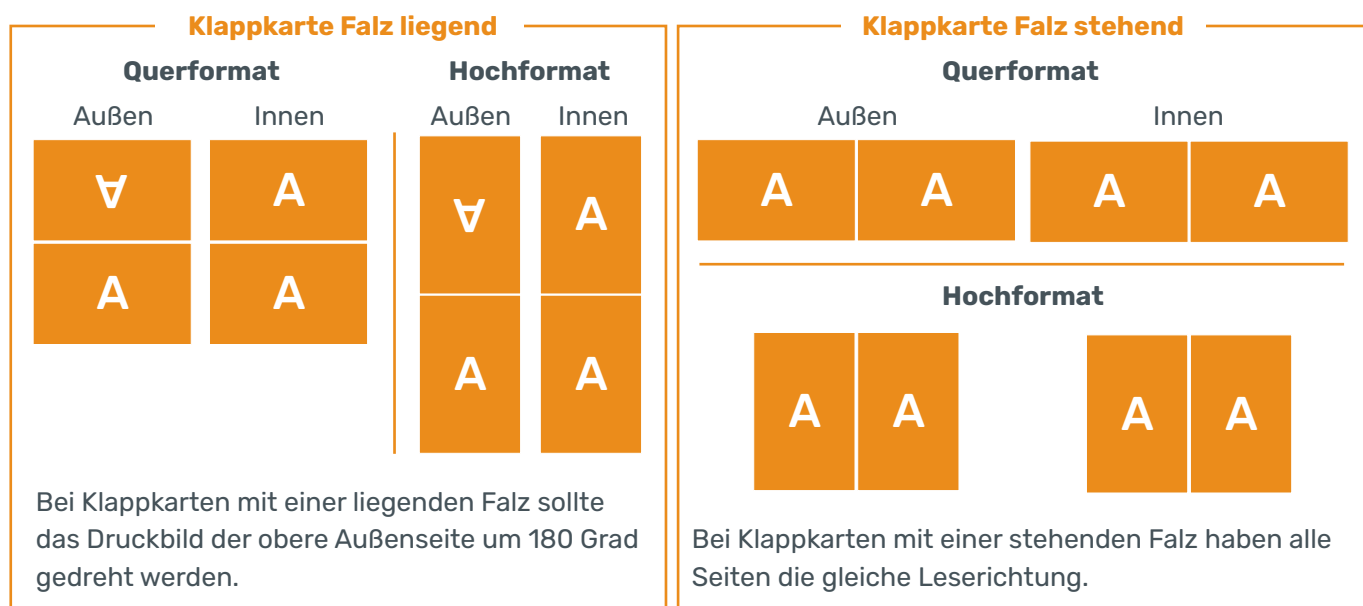 Klappkarte Falz liegend
Querformat
Hochformat
Außen
Innen
Außen
Innen
∀
A
∀
A
A
A
A
A
Bei Klappkarten mit einer liegenden Falz sollte
das Druckbild der obere Außenseite um 180 Grad
gedreht werden.
Klappkarte Falz stehend
Querformat
Außen
Innen
A
A
A
A
Hochformat
A
A
A
A
Bei Klappkarten mit einer stehenden Falz haben alle
Seiten die gleiche Leserichtung.